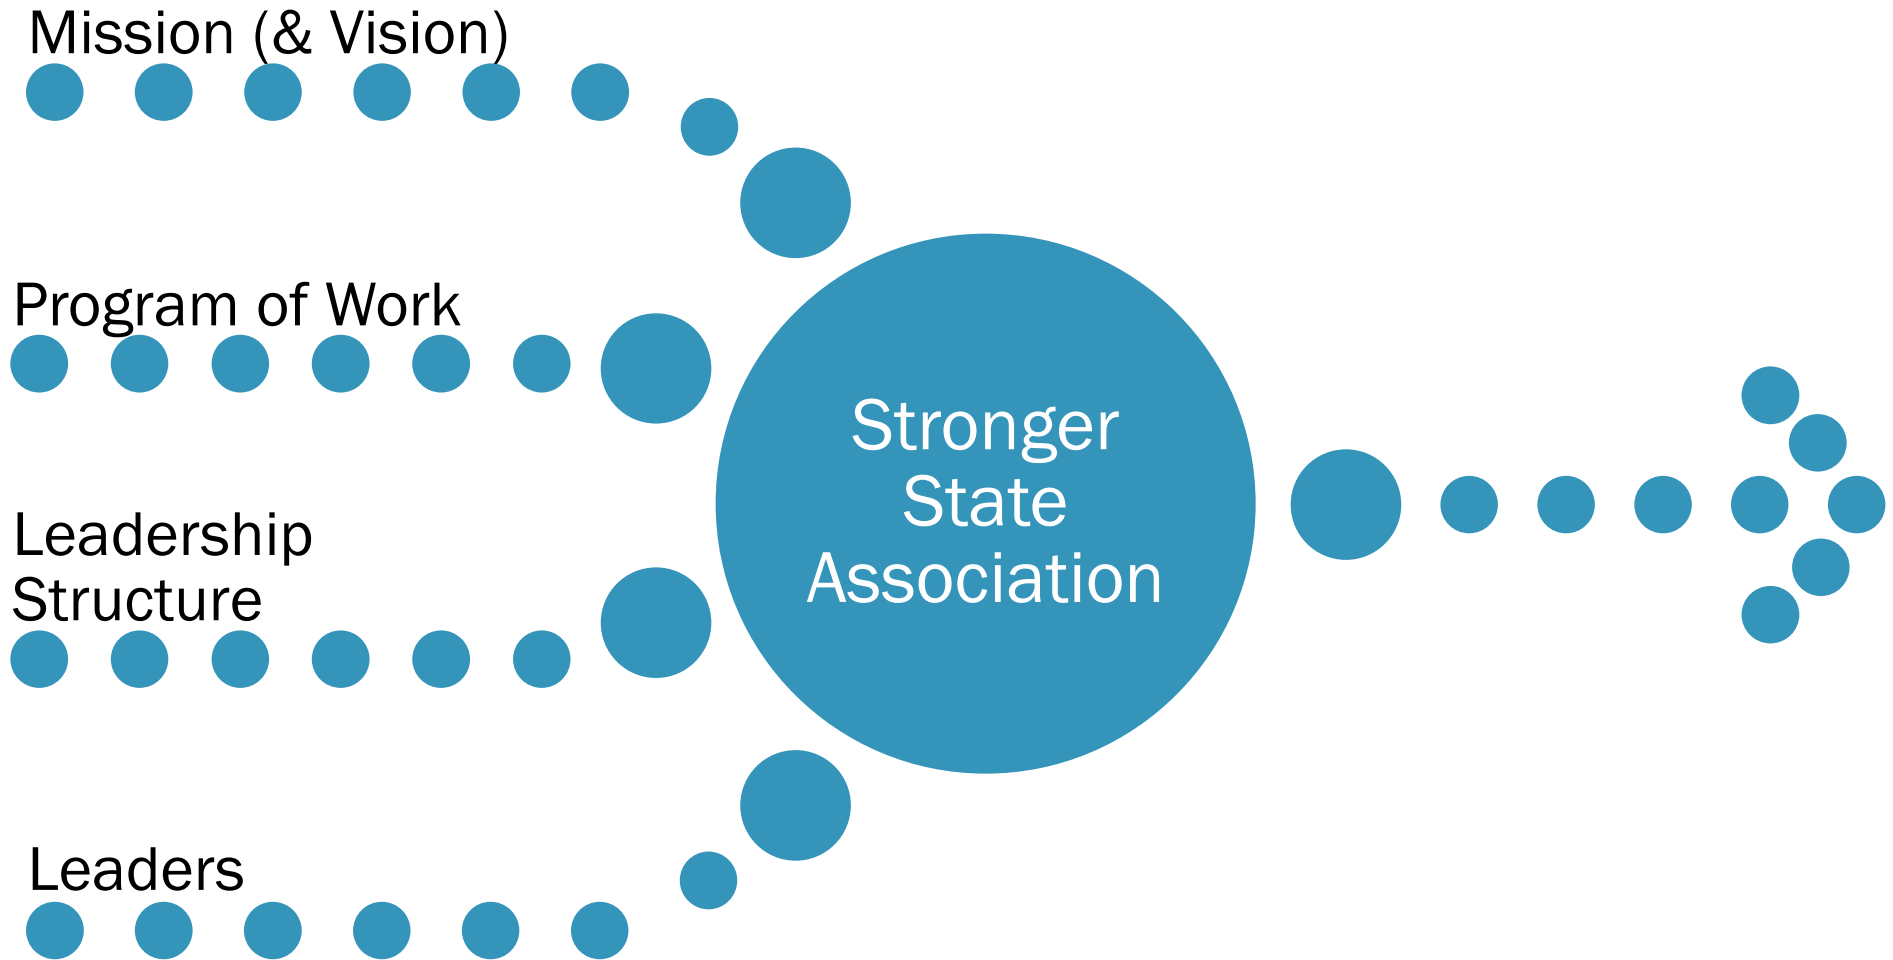 Mission (& Vision)
Program of Work
Leadership
Structure
Leaders
Stronger
State
Association